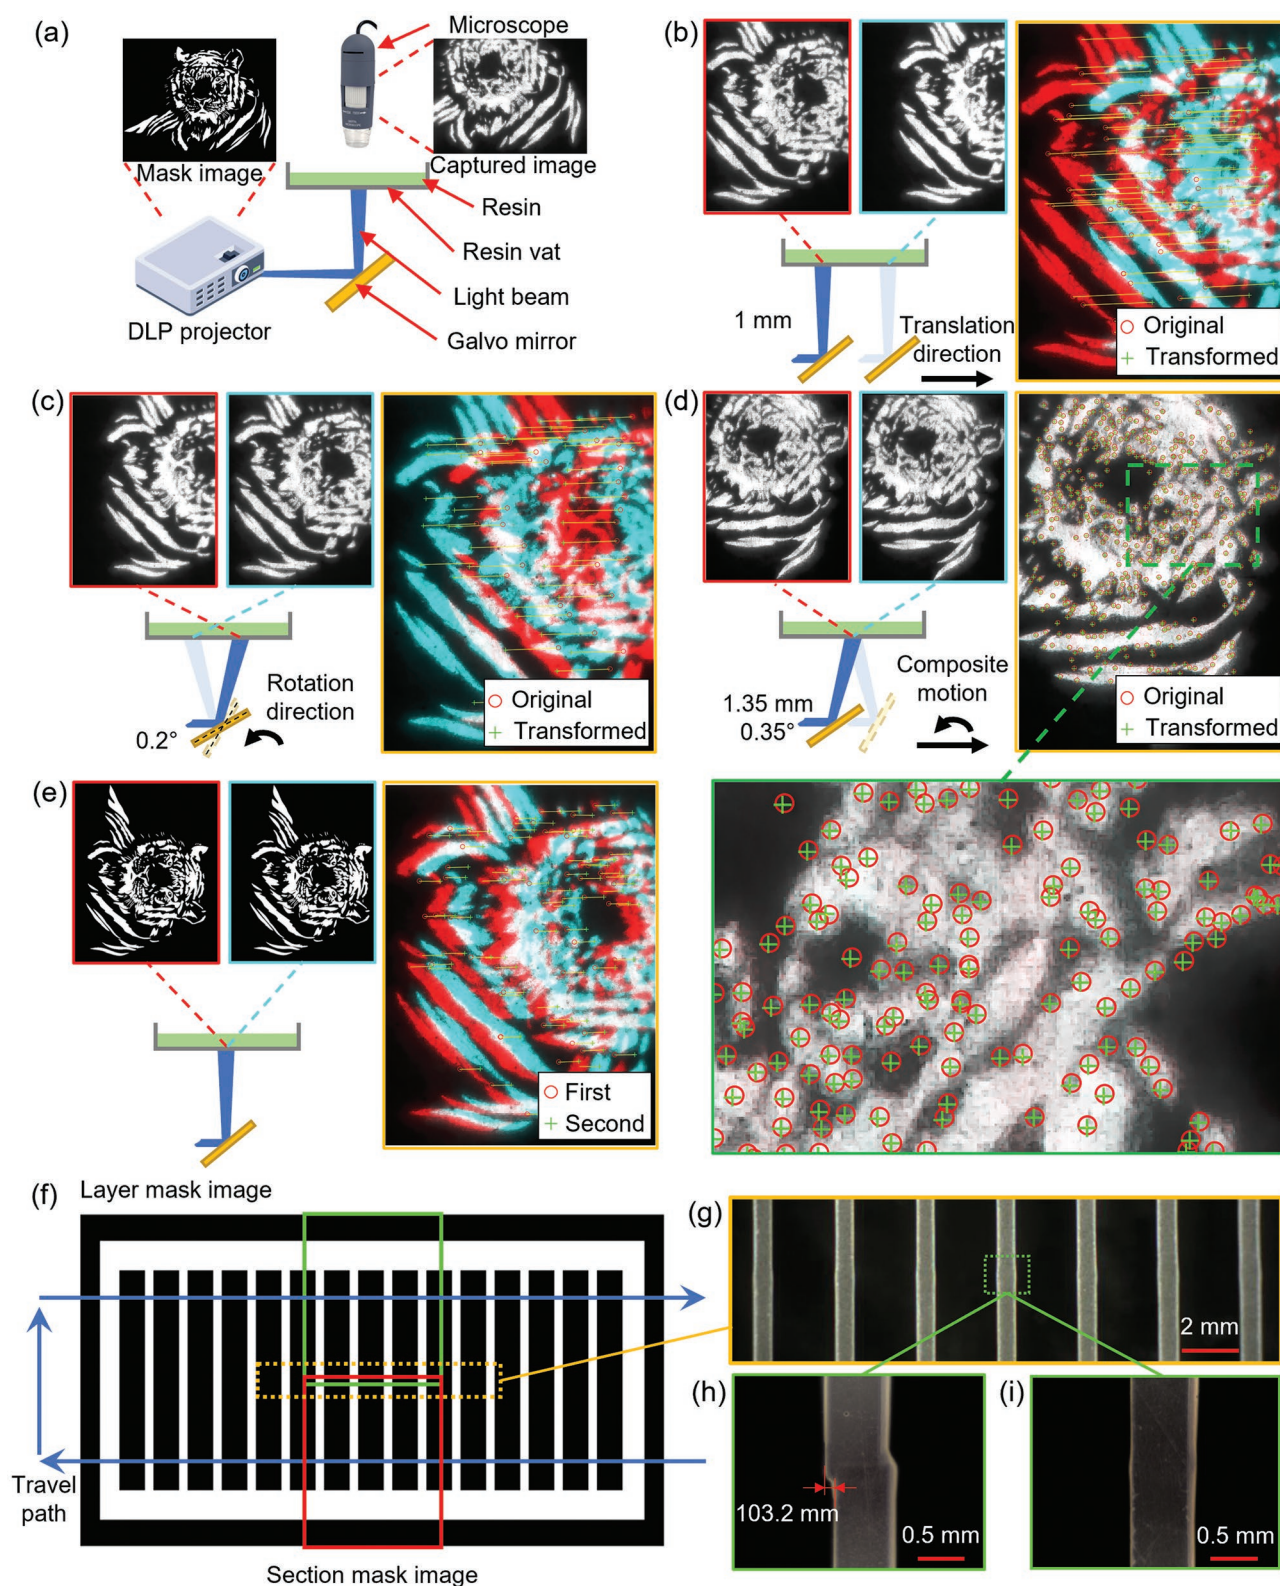 (a)
Microscope
Mask image
Captured image
Resin
Resin vat
Light beam
Galvo mirror
DLP projector
(b)
1 mm
Translation
direction
Original
Transformed
(c)
0.2°
Rotation
direction
Original
Transformed
(d)
1.35 mm
0.35°
Composite
motion
Original
Transformed
(e)
First
Second
(f)
Layer mask image
Travel
path
Section mask image
(g)
2 mm
(h)
103.2 mm
0.5 mm
(i)
0.5 mm